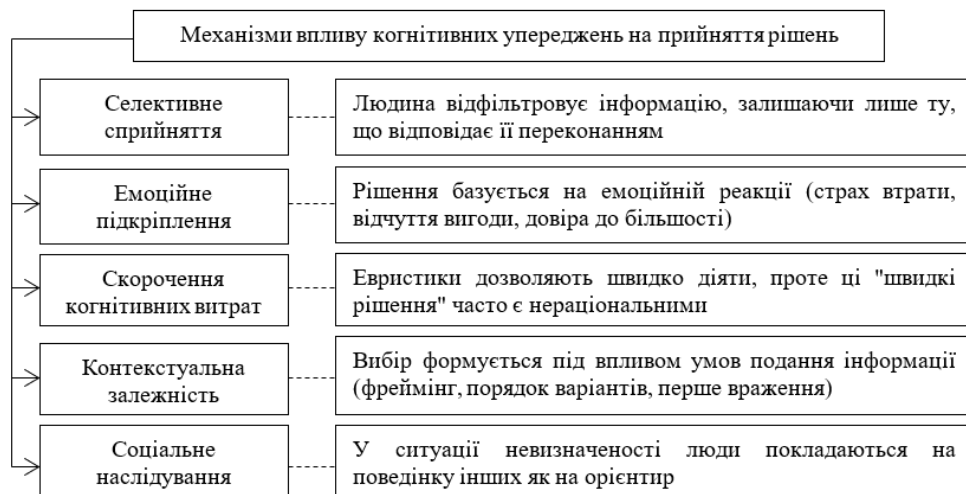 Механізми впливу когнітивних упереджень на прийняття рішень
Селективне
сприйняття
Людина відфільтровує інформацію, залишаючи лише ту,
що відповідає її переконанням
Емоційне
підкріплення
Рішення базується на емоційній реакції (страх втрати,
відчуття вигоди, довіра до більшості)
Скорочення
когнітивних витрат
Евристики дозволяють швидко діяти, проте ці "швидкі
рішення" часто є нераціональними
Контекстуальна
залежність
Вибір формується під впливом умов подання інформації
(фреймінг, порядок варіантів, перше враження)
Соціальне
наслідування
У ситуації невизначеності люди покладаються на
поведінку інших як на орієнтир